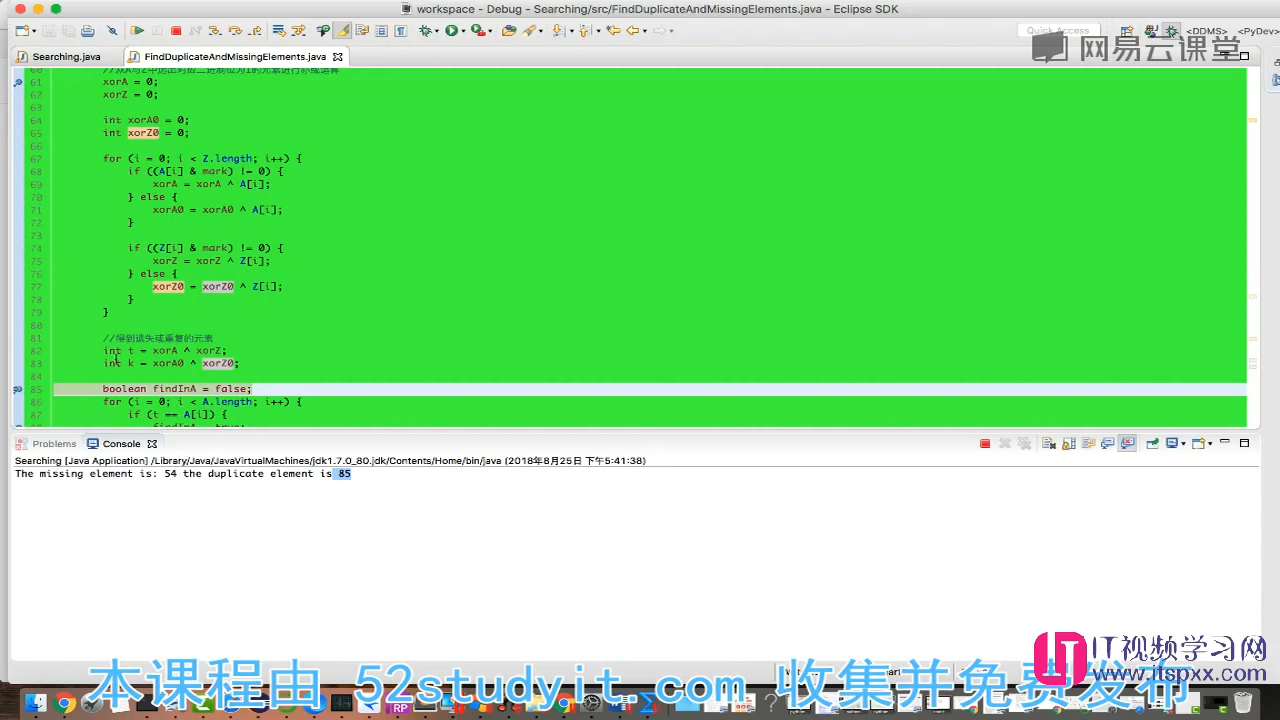 workspace - Debug - Searching/src/FindDuplicateAndMissingElements.java - Eclipse SDK
Quick Access
<DDMS>
<PyDev>
网易云课堂
Searching.java
FindDuplicateAndMissingElements.java
61 xorA = 0;
62 xorZ = 0;
63
64 int xorA0 = 0;
65 int xorZ0 = 0;
66
67 for (i = 0; i < Z.length; i++) {
68 if ((A[i] & mark) != 0) {
69 xorA = xorA ^ A[i];
70 } else {
71 xorA0 = xorA0 ^ A[i];
72 }
73
74 if ((Z[i] & mark) != 0) {
75 xorZ = xorZ ^ Z[i];
76 } else {
77 xorZ0 = xorZ0 ^ Z[i];
78 }
79 }
80
81 //得到遗失或重复的元素
82 int t = xorA ^ xorZ;
83 int k = xorA0 ^ xorZ0;
84
85 boolean findInA = false;
86 for (i = 0; i < A.length; i++) {
87 if (t == A[i]) {
Problems Console
Searching [Java Application] /Library/Java/JavaVirtualMachines/jdk1.7.0_80.jdk/Contents/Home/bin/java (2018年8月25日 下午5:41:38)
The missing element is: 54 the duplicate element is 85
IT视频学习网
www.itspxx.com
本课程由 52studyit.com 收集并免费发布
RP